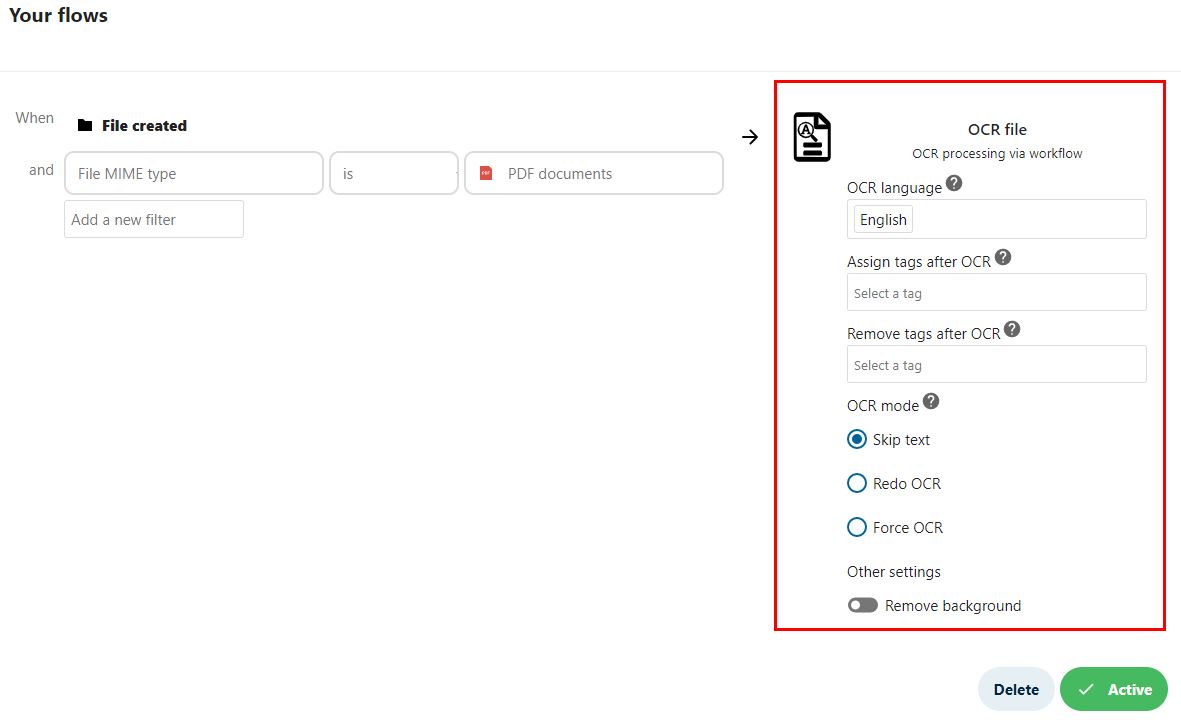 Your flows
When
File created
and
File MIME type
is
PDF documents
Add a new filter
OCR file
OCR processing via workflow
OCR language ?
English
Assign tags after OCR ?
Select a tag
Remove tags after OCR ?
Select a tag
OCR mode ?
Skip text
Redo OCR
Force OCR
Other settings
Remove background
Delete
Active